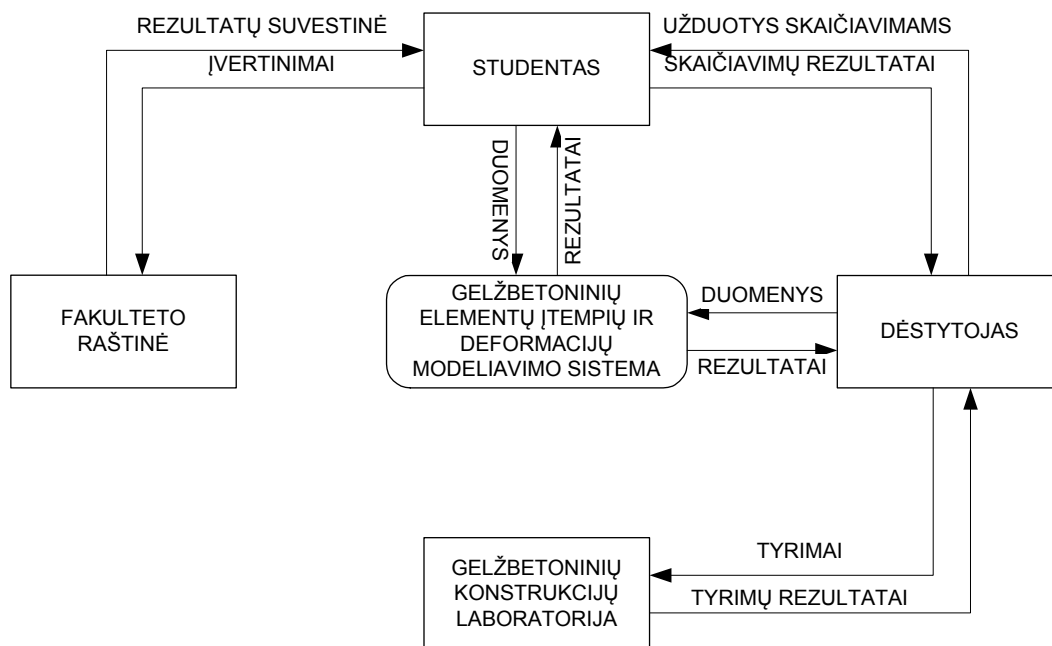 REZULTATŲ SUVESTINĖ
ĮVERTINIMAI
STUDENTAS
UŽDUOTYS SKAIČIAVIMAMS
SKAIČIAVIMŲ REZULTATAI
DUOMENYS
REZULTATAI
FAKULTETO
RAŠTINĖ
GELŽBETONINIŲ
ELEMENTŲ ĮTEMPIŲ IR
DEFORMACIJŲ
MODELIAVIMO SISTEMA
DUOMENYS
REZULTATAI
DĖSTYTOJAS
GELŽBETONINIŲ
KONSTRUKCIJŲ
LABORATORIJA
TYRIMAI
TYRIMŲ REZULTATAI